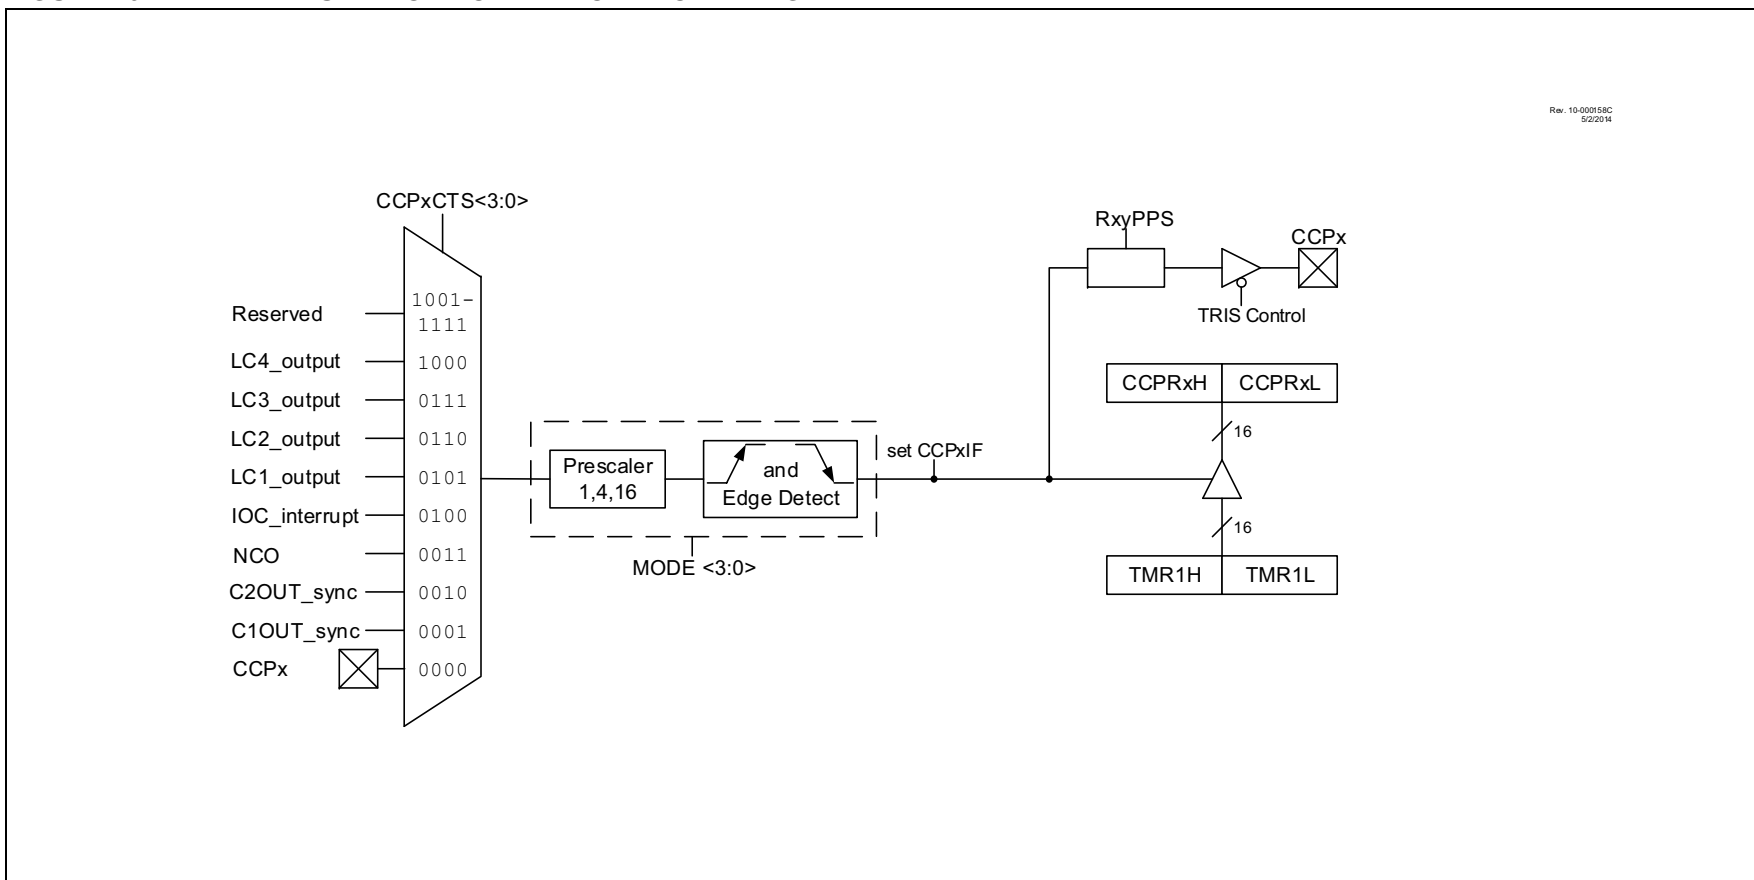 Rev. 10-000158C
5/2/2014
CCPxCTS<3:0>
Reserved
1001-
1111
LC4_output
1000
LC3_output
0111
LC2_output
0110
LC1_output
0101
IOC_interrupt
0100
NCO
0011
C2OUT_sync
0010
C1OUT_sync
0001
CCPx
0000
Prescaler
1,4,16
and
Edge Detect
MODE <3:0>
set CCPxIF
RxyPPS
CCPx
TRIS Control
CCPRxH
CCPRxL
16
16
TMR1H
TMR1L